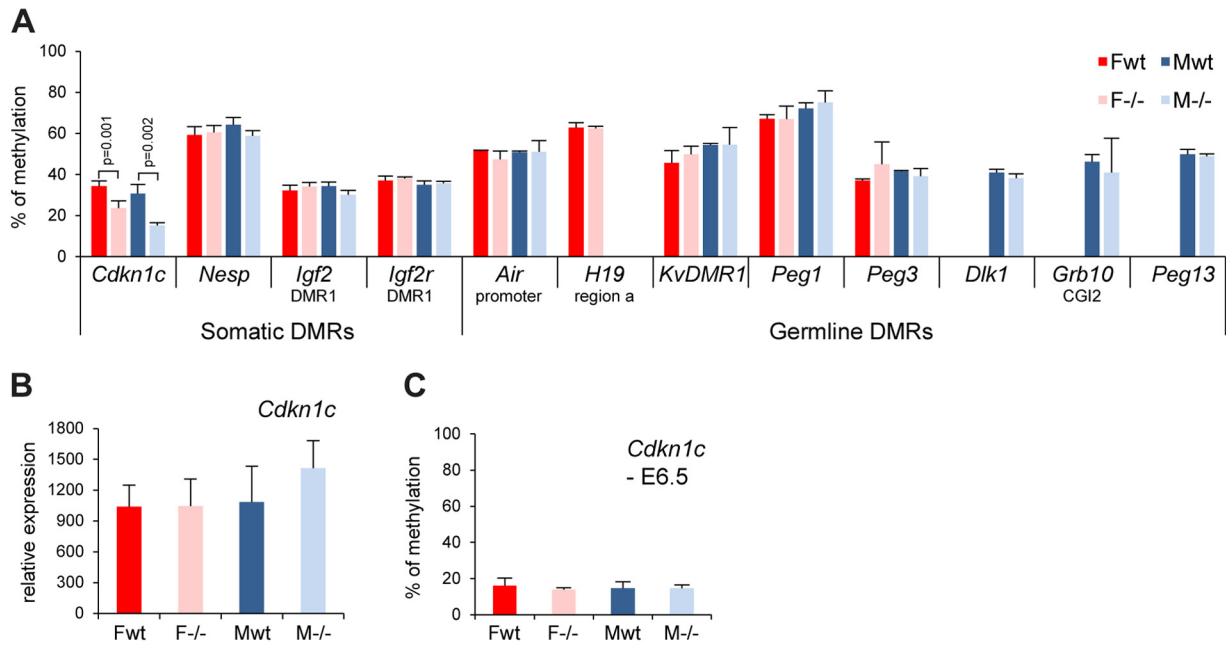 A
% of methylation
100
80
60
40
20
0
p=0.001
p=0.002
Fwt
Mwt
F-/-
M-/-
Cdkn1c
Nesp
Igf2
DMR1
Igf2r
DMR1
Air
promoter
H19
region a
KvDMR1
Peg1
Peg3
Dlk1
Grb10
CGI2
Peg13
Somatic DMRs
Germline DMRs
B
Cdkn1c
relative expression
1800
1500
1200
900
600
300
0
Fwt
F-/-
Mwt
M-/-
C
Cdkn1c
- E6.5
% of methylation
100
80
60
40
20
0
Fwt
F-/-
Mwt
M-/-